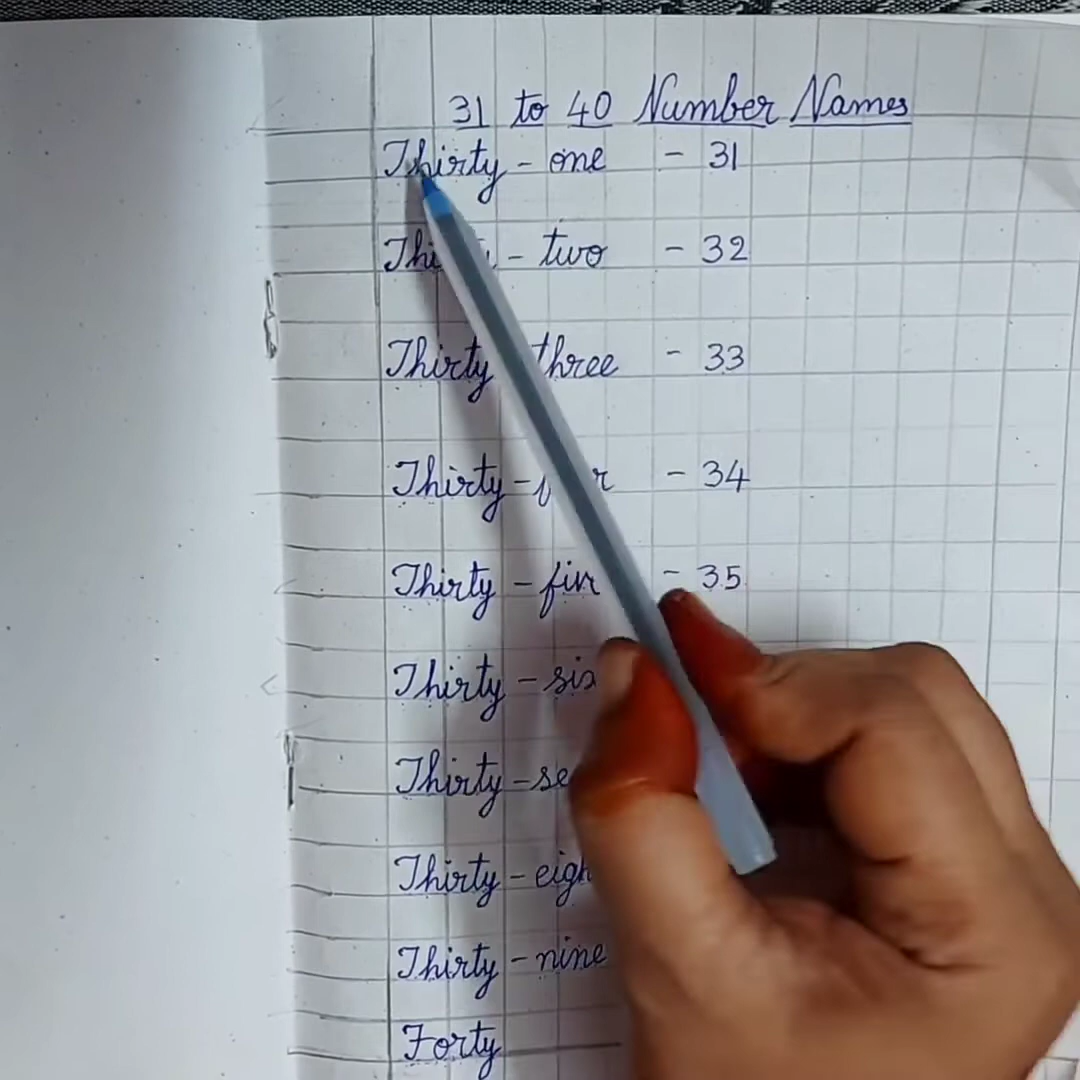 31 to 40 Number Names
Thirty - one - 31
- two - 32
Thirty three - 33
Thirty - - 34
Thirty - - 35
Thirty - six
Thirty -
Thirty -
Thirty - nine
Forty